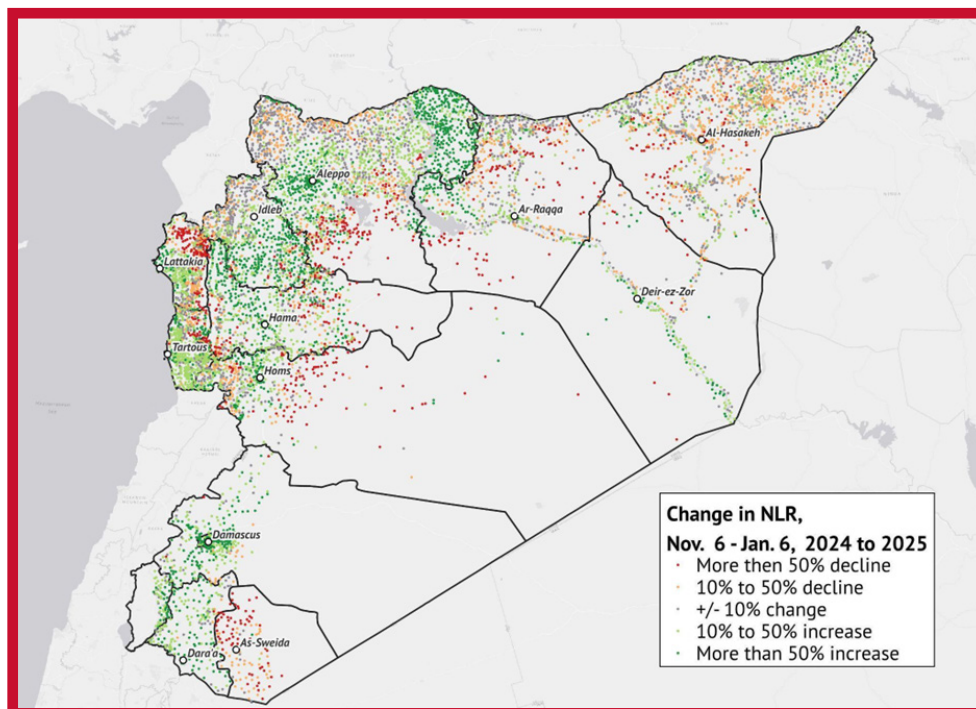 Al-Hasakeh
Aleppo
Idleb
Ar-Raqqa
Lattakia
Deir-ez-Zor
Hama
Tartous
Homs
Damascus
As-Sweida
Dara'a
Change in NLR,
Nov. 6 - Jan. 6, 2024 to 2025
More then 50% decline
10% to 50% decline
+/- 10% change
10% to 50% increase
More than 50% increase